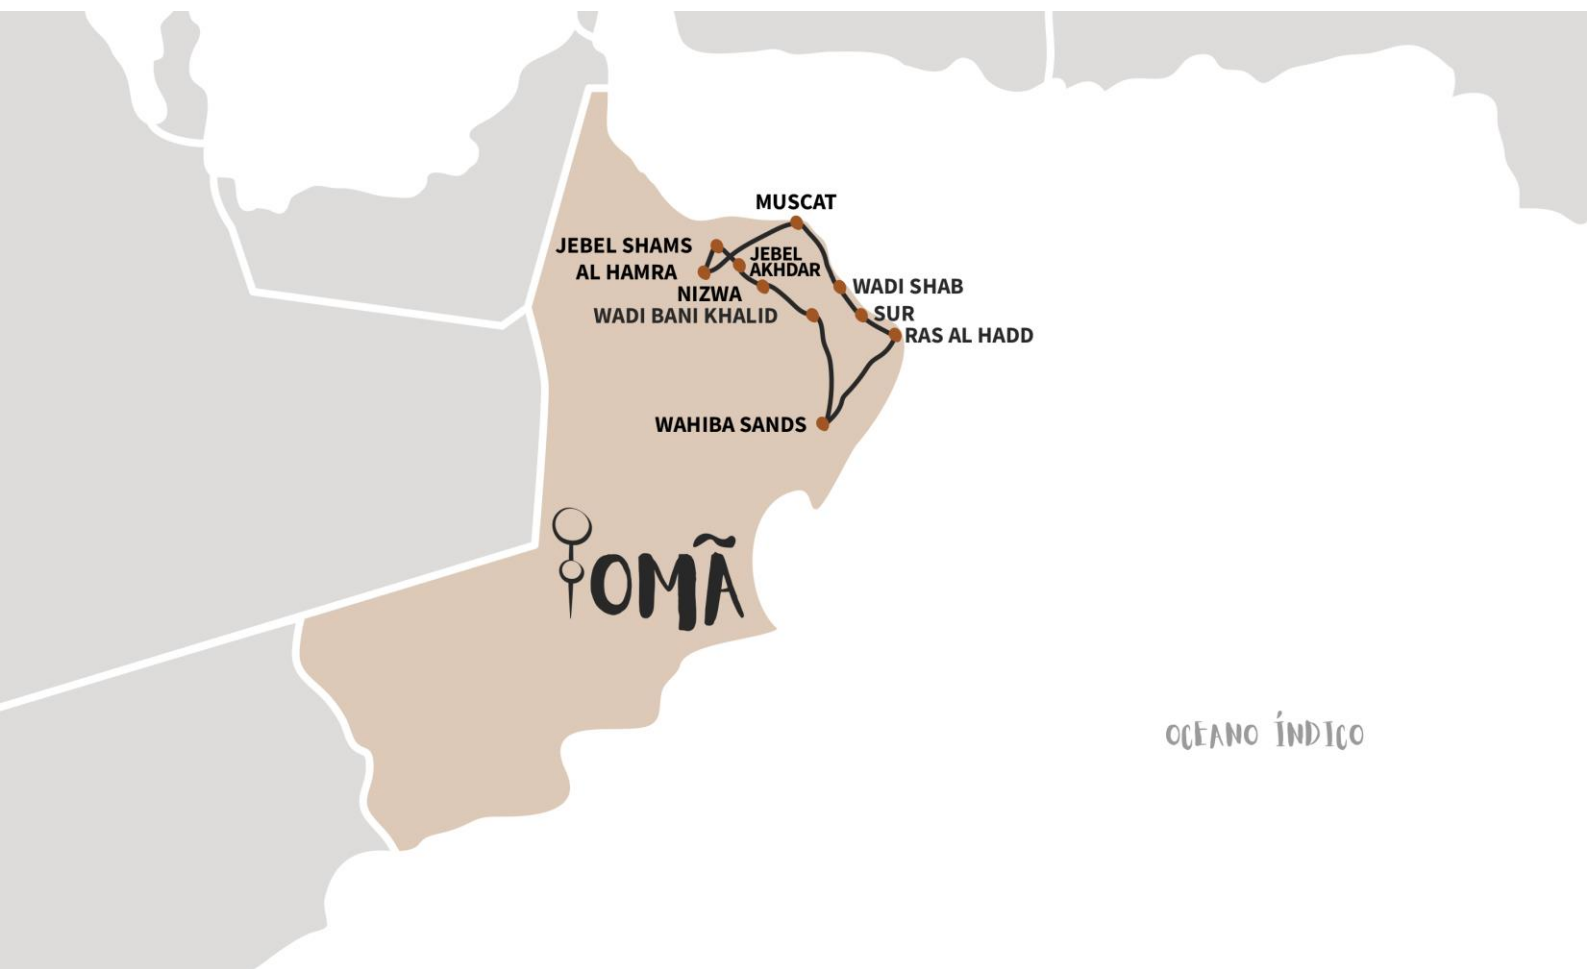 MUSCAT
JEBEL SHAMS
JEBEL
AKHDAR
AL HAMRA
NIZWA
WADI SHAB
WADI BANI KHALID
SUR
RAS AL HADD
WAHIBA SANDS
OMÃ
OCEANO ÍNDICO